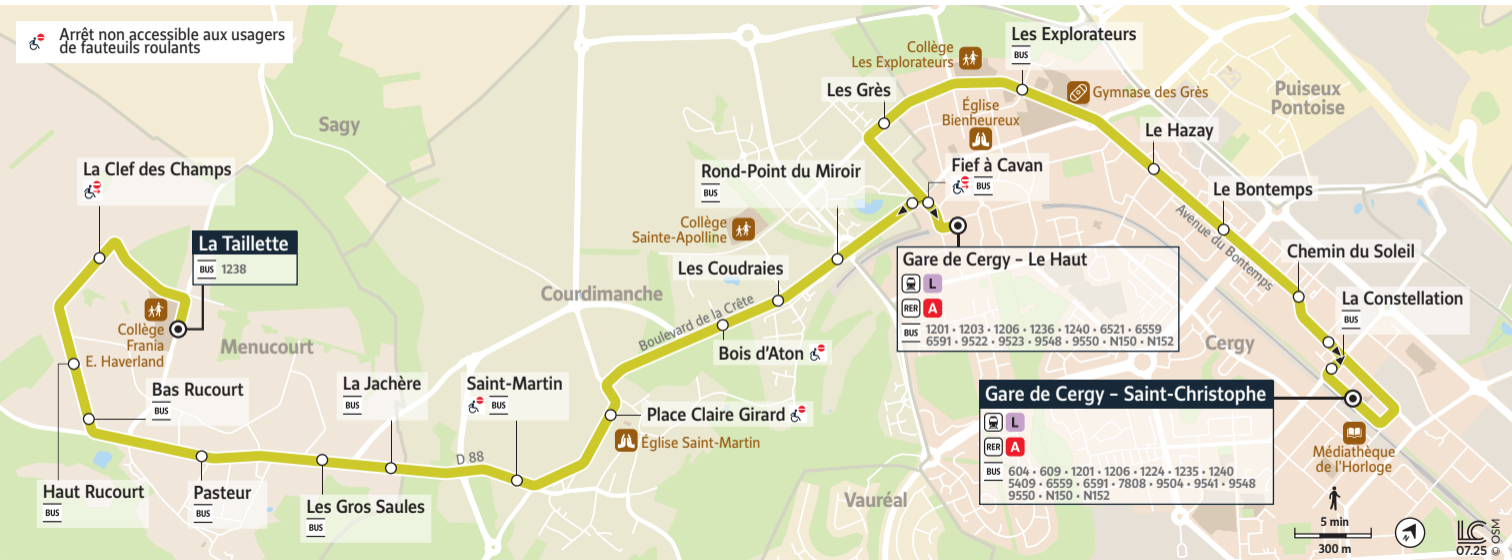 Arrêt non accessible aux usagers
de fauteuils roulants
Sagy
La Clef des Champs
La Taillette
BUS 1238
Collège
Frania
E. Haverland
Menucourt
Haut Rucourt
BUS
Bas Rucourt
BUS
Pasteur
BUS
Les Gros Saules
BUS
La Jachère
BUS
D 88
Saint-Martin
BUS
Place Claire Girard
Église Saint-Martin
Courdimanche
Boulevard de la Crête
Bois d'Aton
Les Coudraies
Collège
Sainte-Apolline
Rond-Point du Miroir
BUS
Les Grès
Collège
Les Explorateurs
Les Explorateurs
BUS
Gymnase des Grès
Église
Bienheureux
Fief à Cavan
BUS
Gare de Cergy – Le Haut
L
RER A
BUS 1201 • 1203 • 1206 • 1236 • 1240 • 6521 • 6559
6591 • 9522 • 9523 • 9548 • 9550 • N150 • N152
Puiseux
Pontoise
Le Hazay
Le Bontemps
Avenue du Bontemps
Chemin du Soleil
La Constellation
BUS
Cergy
Gare de Cergy – Saint-Christophe
L
RER A
BUS 604 • 609 • 1201 • 1206 • 1224 • 1235 • 1240
5409 • 6559 • 6591 • 7808 • 9504 • 9541 • 9548
9550 • N150 • N152
Médiathèque
de l'Horloge
Vauréal
5 min
300 m
N
LC
07.25
© OSM